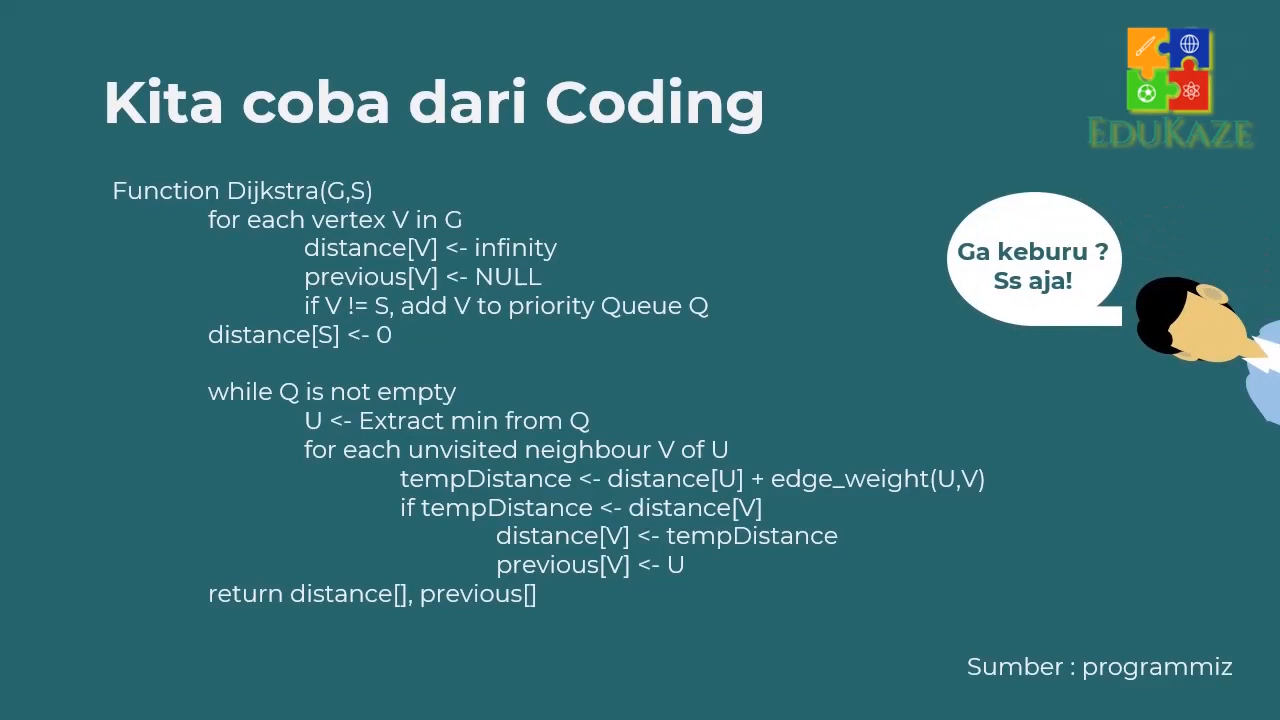 Kita coba dari Coding
EDUKAZE
Function Dijkstra(G,S)
for each vertex V in G
distance[V] <- infinity
previous[V] <- NULL
if V != S, add V to priority Queue Q
distance[S] <- 0
while Q is not empty
U <- Extract min from Q
for each unvisited neighbour V of U
tempDistance <- distance[U] + edge_weight(U,V)
if tempDistance <- distance[V]
distance[V] <- tempDistance
previous[V] <- U
return distance[], previous[]
Ga keburu ?
Ss aja!
Sumber : programmiz